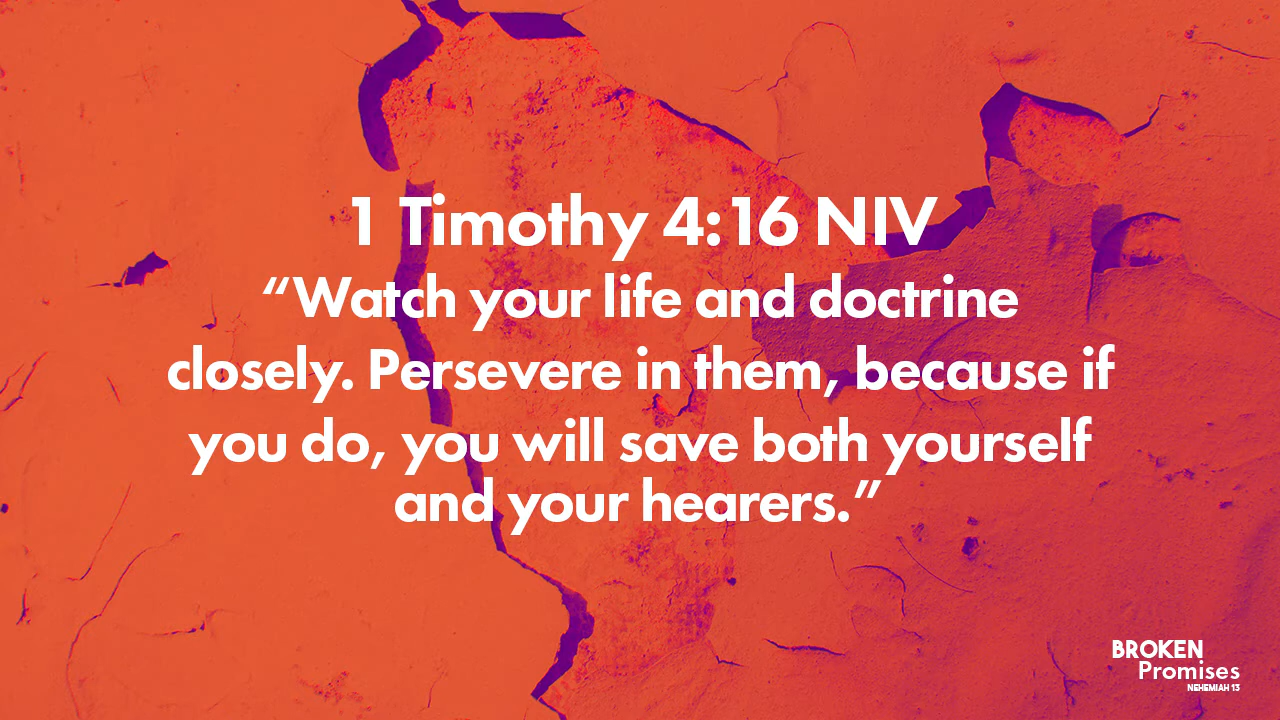 1 Timothy 4:16 NIV
“Watch your life and doctrine
closely. Persevere in them, because if
you do, you will save both yourself
and your hearers.”
BROKEN
Promises
NEHEMIAH 13